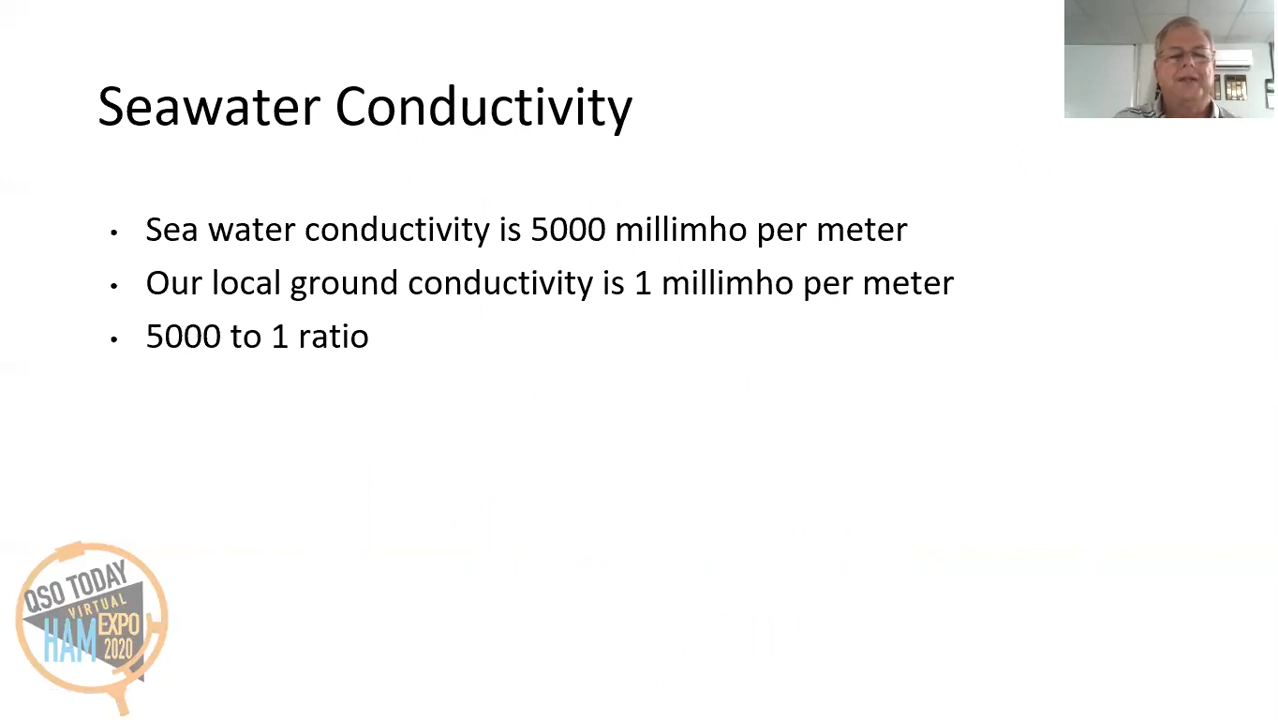 Seawater Conductivity
• Sea water conductivity is 5000 millimho per meter
• Our local ground conductivity is 1 millimho per meter
• 5000 to 1 ratio
QSO TODAY
VIRTUAL
HAM EXPO
2020